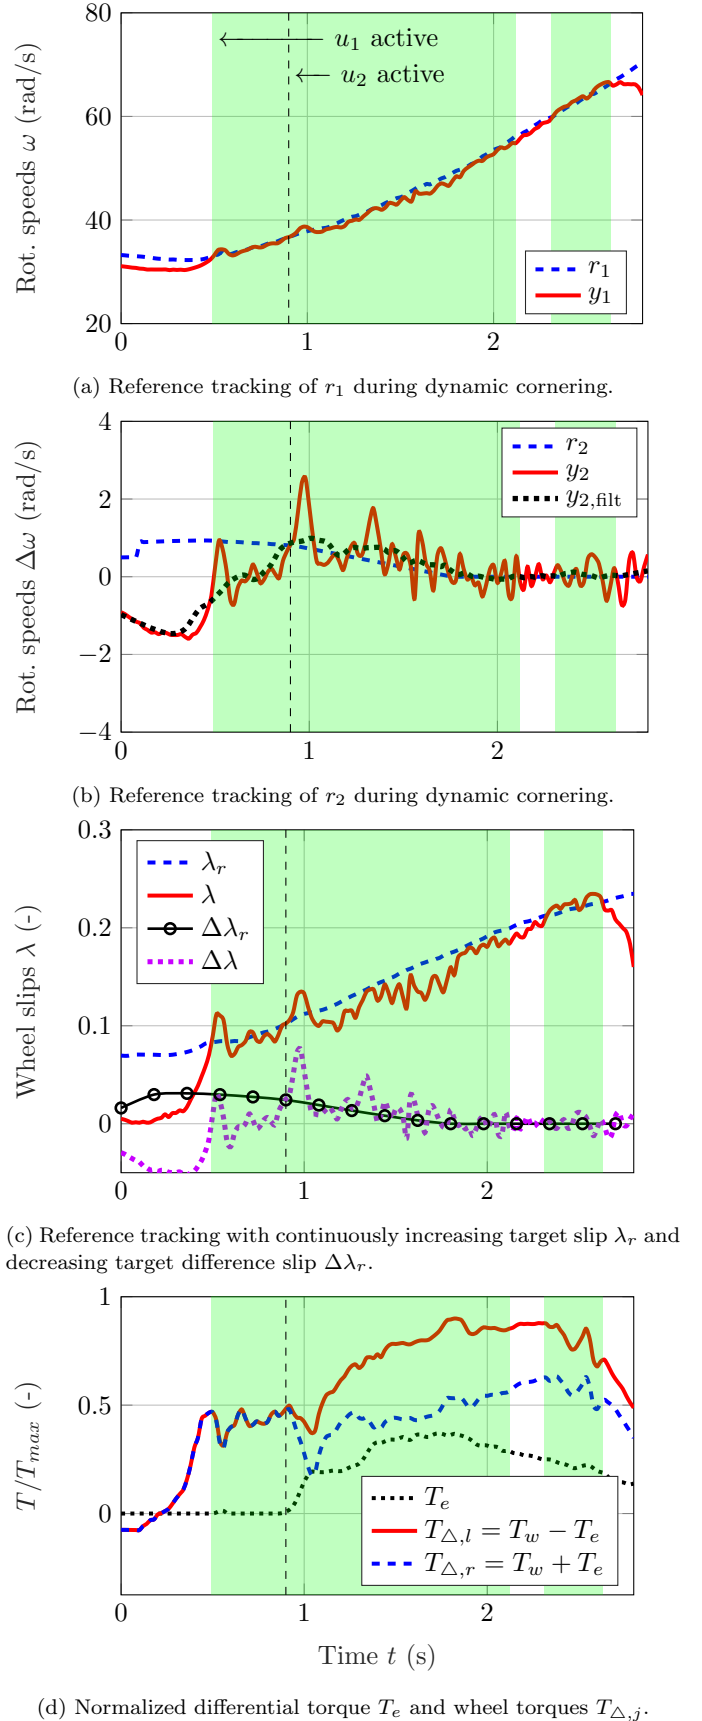 80
60
40
20
Rot. speeds ω (rad/s)
u₁ active
u₂ active
r₁
y₁
0
1
2
(a) Reference tracking of r₁ during dynamic cornering.
4
2
0
−2
−4
Rot. speeds Δω (rad/s)
r₂
y₂
y₂,filt
0
1
2
(b) Reference tracking of r₂ during dynamic cornering.
0.3
0.2
0.1
0
Wheel slips λ (-)
λᵣ
λ
Δλᵣ
Δλ
0
1
2
(c) Reference tracking with continuously increasing target slip λᵣ and
decreasing target difference slip Δλᵣ.
1
0.5
0
T/Tₘₐₓ (-)
Tₑ
T△,l = T_w − Tₑ
T△,r = T_w + Tₑ
0
1
2
Time t (s)
(d) Normalized differential torque Tₑ and wheel torques T△,j.